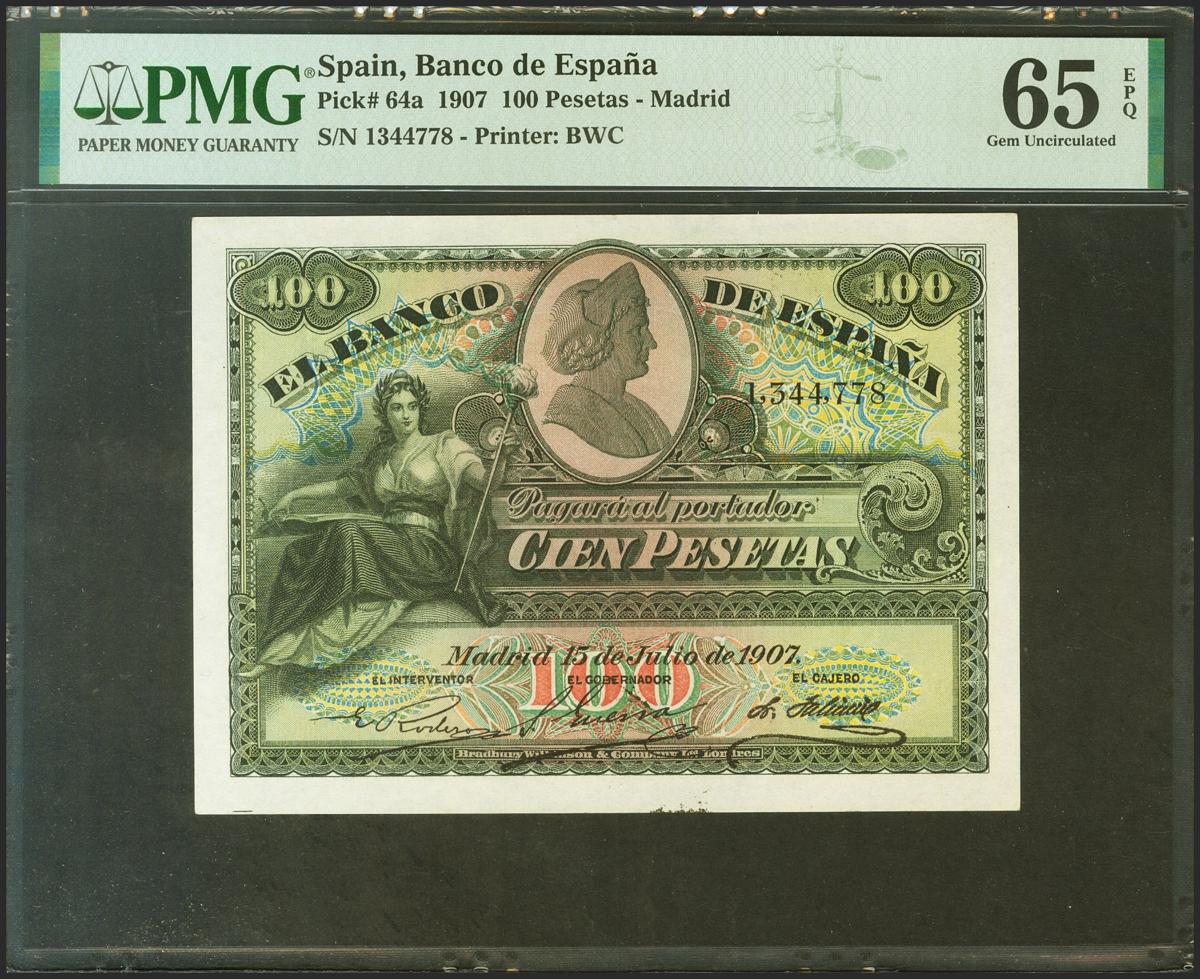 PMG®
PAPER MONEY GUARANTY
Spain, Banco de España
Pick# 64a 1907 100 Pesetas - Madrid
S/N 1344778 - Printer: BWC
65
EPQ
Gem Uncirculated
100
100
EL BANCO DE ESPAÑA
1,344,778
Pagará al portador
CIEN PESETAS
100
Madrid 15 de Julio de 1907.
EL INTERVENTOR EL GOBERNADOR EL CAJERO
Bradbury Wilkinson & Company Ld. Londres